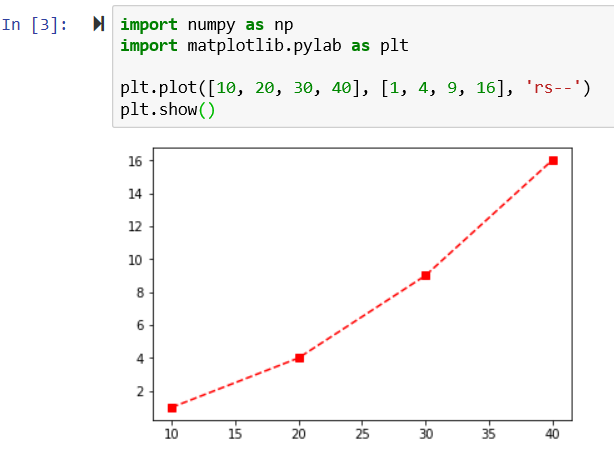 In [3]:
import numpy as np
import matplotlib.pylab as plt
plt.plot([10, 20, 30, 40], [1, 4, 9, 16], 'rs--')
plt.show()
16
14
12
10
8
6
4
2
10 15 20 25 30 35 40